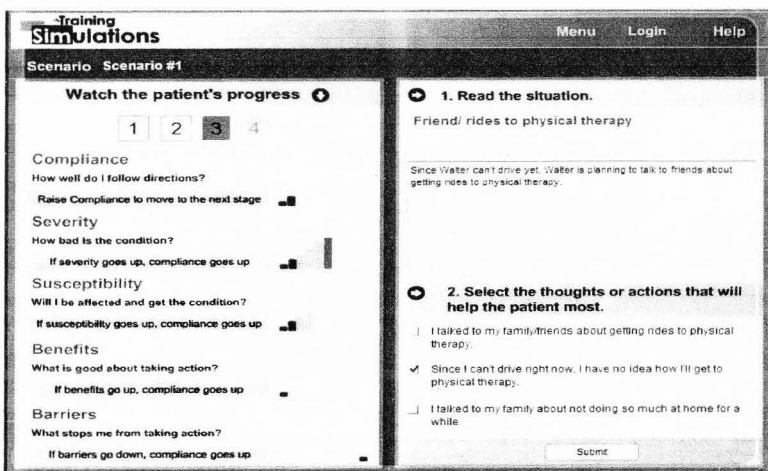 Training
Simulations
Menu Login Help
Scenario Scenario #1
Watch the patient's progress
1 2 3 4
Compliance
How well do I follow directions?
Raise Compliance to move to the next stage
Severity
How bad is the condition?
If severity goes up, compliance goes up
Susceptibility
Will I be affected and get the condition?
If susceptibility goes up, compliance goes up
Benefits
What is good about taking action?
If benefits go up, compliance goes up
Barriers
What stops me from taking action?
If barriers go down, compliance goes up
1. Read the situation.
Friend/ rides to physical therapy
Since Walter can't drive yet, Walter is planning to talk to friends about
getting rides to physical therapy.
2. Select the thoughts or actions that will
help the patient most.
I talked to my family/friends about getting rides to physical
therapy.
Since I can't drive right now, I have no idea how I'll get to
physical therapy.
I talked to my family about not doing so much at home for a
while
Submit